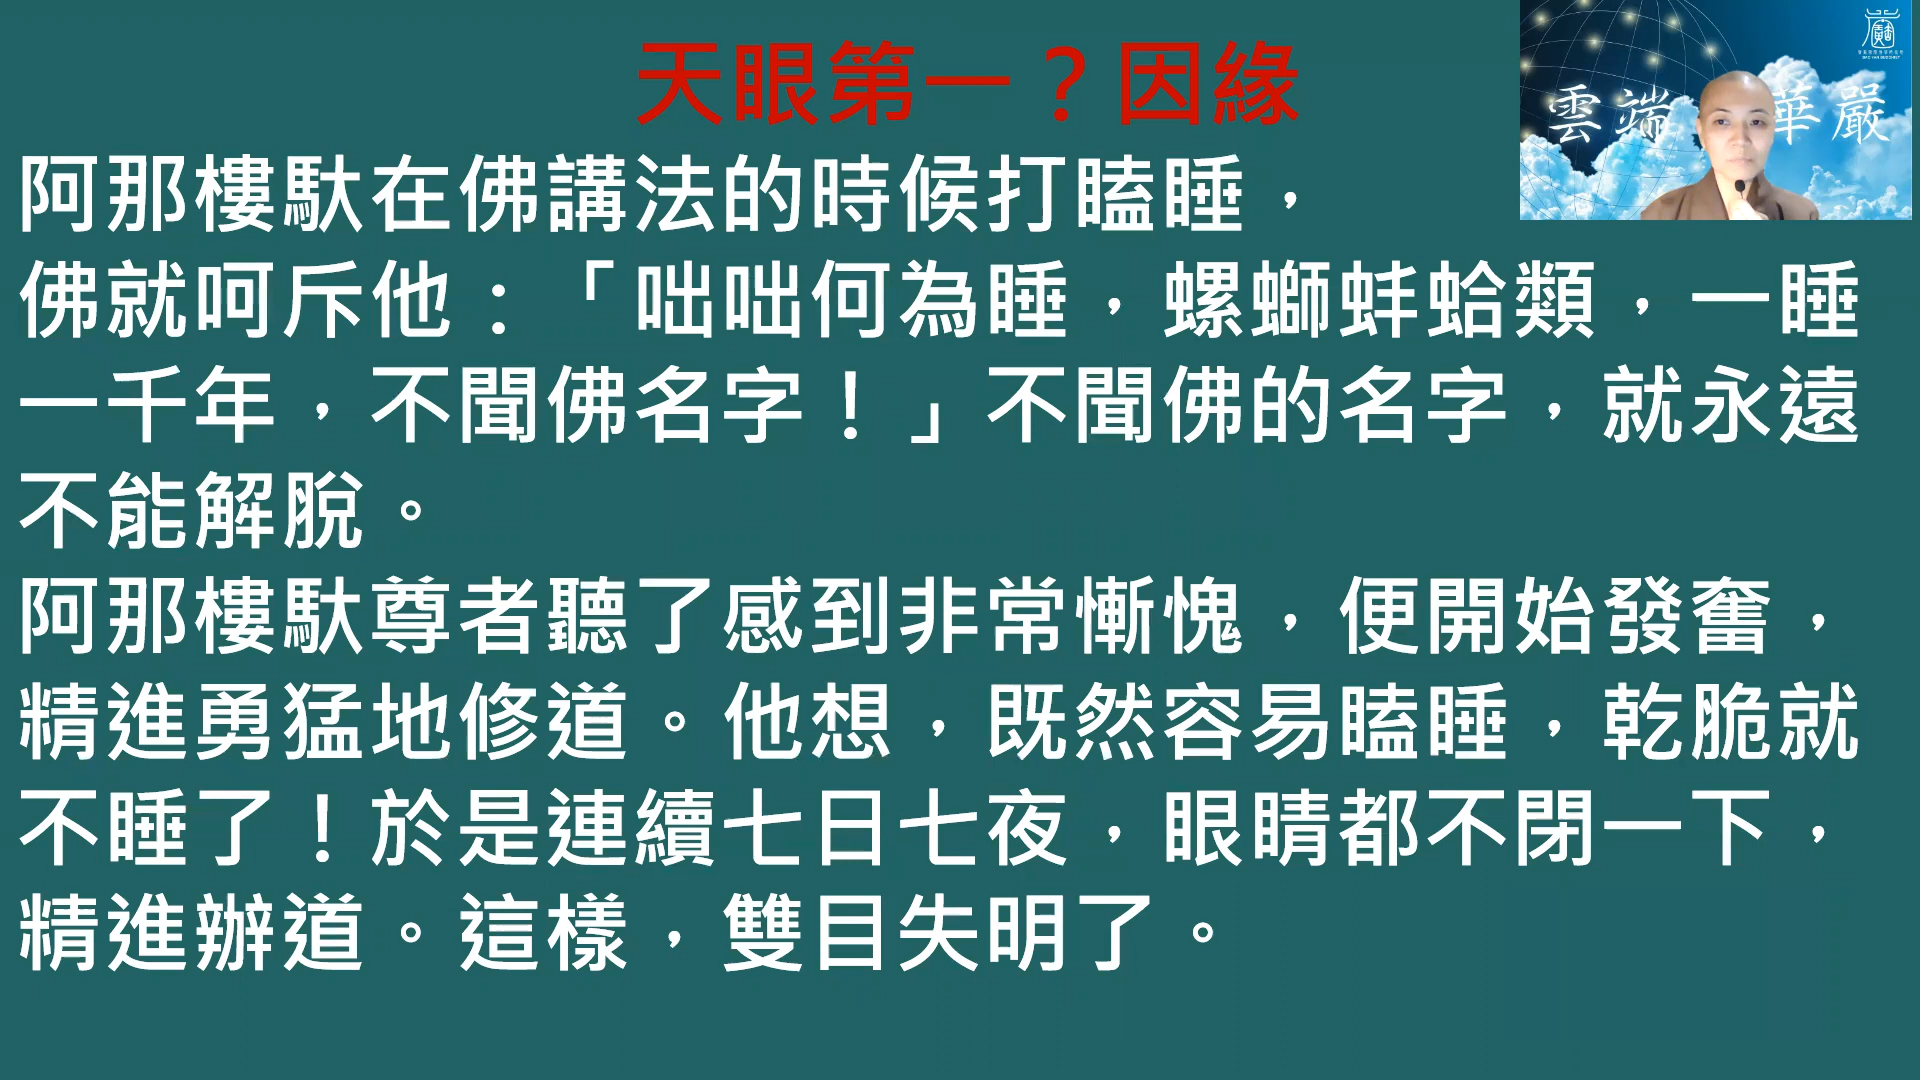 天眼第一？因緣
雲端華嚴
阿那樓馱在佛講法的時候打瞌睡，
佛就呵斥他：「咄咄何為睡，螺螄蚌蛤類，一睡
一千年，不聞佛名字！」不聞佛的名字，就永遠
不能解脫。
阿那樓馱尊者聽了感到非常慚愧，便開始發奮，
精進勇猛地修道。他想，既然容易瞌睡，乾脆就
不睡了！於是連續七日七夜，眼睛都不閉一下，
精進辦道。這樣，雙目失明了。